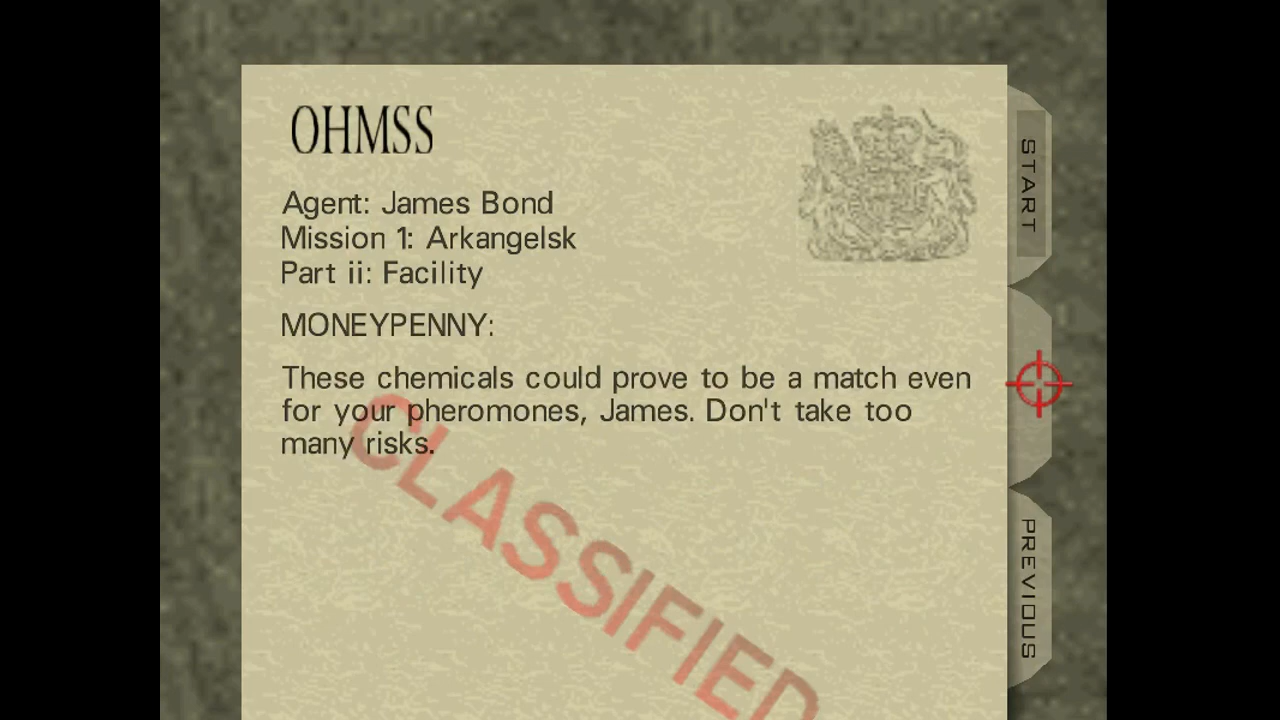 OHMSS
Agent: James Bond
Mission 1: Arkangelsk
Part ii: Facility
MONEYPENNY:
These chemicals could prove to be a match even
for your pheromones, James. Don't take too
many risks.
CLASSIFIED
START
PREVIOUS